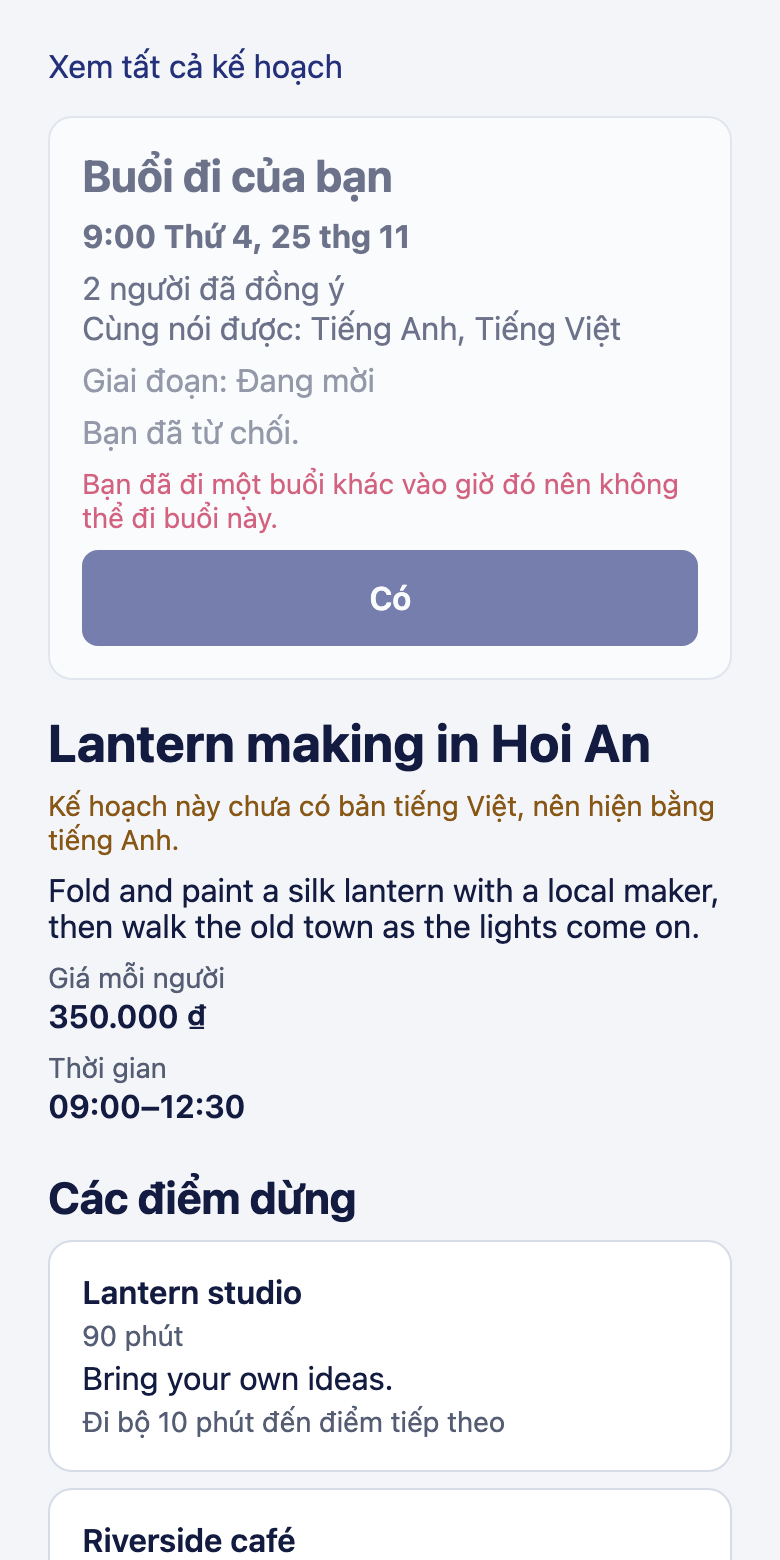 Xem tất cả kế hoạch
Buổi đi của bạn
9:00 Thứ 4, 25 thg 11
2 người đã đồng ý
Cùng nói được: Tiếng Anh, Tiếng Việt
Giai đoạn: Đang mời
Bạn đã từ chối.
Bạn đã đi một buổi khác vào giờ đó nên không
thể đi buổi này.
Có
Lantern making in Hoi An
Kế hoạch này chưa có bản tiếng Việt, nên hiện bằng
tiếng Anh.
Fold and paint a silk lantern with a local maker,
then walk the old town as the lights come on.
Giá mỗi người
350.000 ₫
Thời gian
09:00–12:30
Các điểm dừng
Lantern studio
90 phút
Bring your own ideas.
Đi bộ 10 phút đến điểm tiếp theo
Riverside café